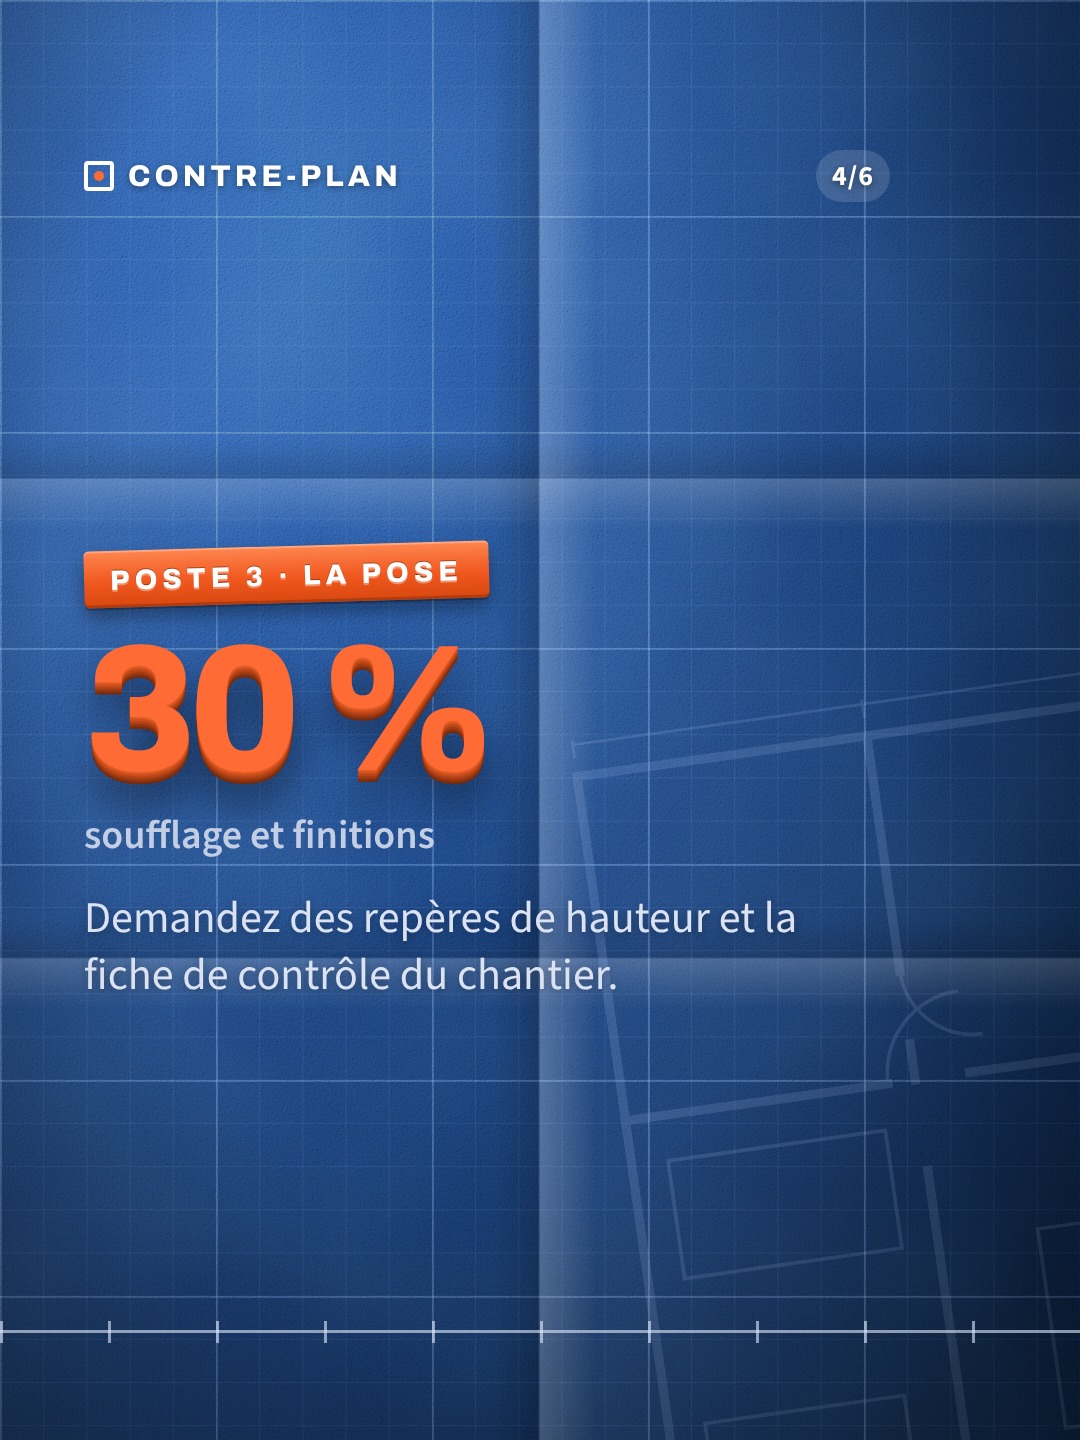 CONTRE-PLAN
4/6
POSTE 3 · LA POSE
30 %
soufflage et finitions
Demandez des repères de hauteur et la
fiche de contrôle du chantier.